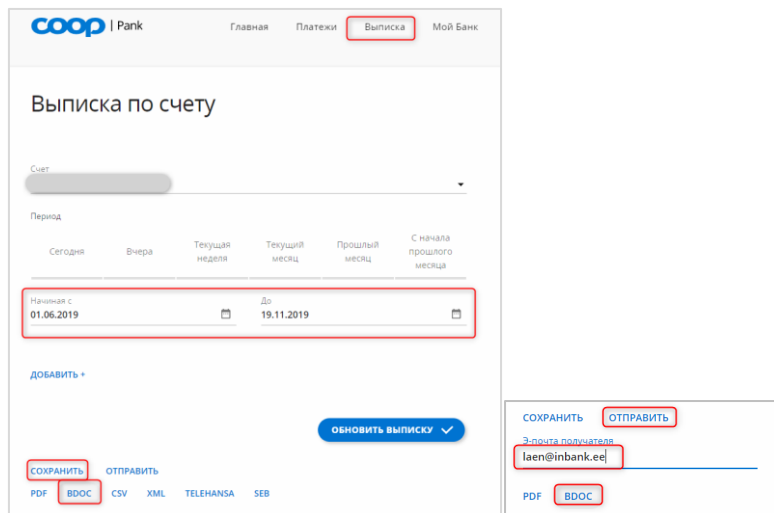 COOP | Pank
Главная Платежи Выписка Мой Банк
Выписка по счету
Счет
Период
Сегодня Вчера Текущая неделя Текущий месяц Прошлый месяц С начала прошлого месяца
Начиная с До
01.06.2019 19.11.2019
ДОБАВИТЬ +
ОБНОВИТЬ ВЫПИСКУ
СОХРАНИТЬ ОТПРАВИТЬ
PDF BDOC CSV XML TELEHANSA SEB
СОХРАНИТЬ ОТПРАВИТЬ
Э-почта получателя
laen@inbank.ee
PDF BDOC